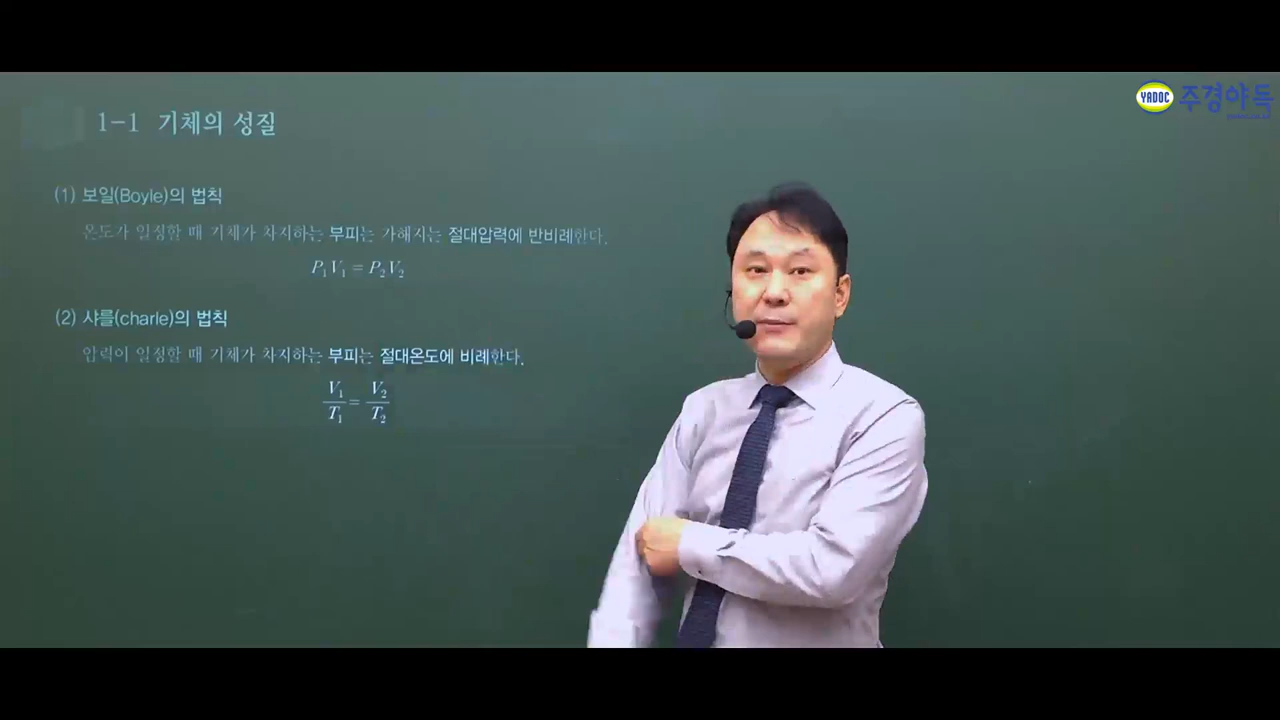 YADOC 주경야독
1-1 기체의 성질
(1) 보일(Boyle)의 법칙
온도가 일정할 때 기체가 차지하는 부피는 가해지는 절대압력에 반비례한다.
P₁V₁ = P₂V₂
(2) 샤를(charle)의 법칙
압력이 일정할 때 기체가 차지하는 부피는 절대온도에 비례한다.
V₁/T₁ = V₂/T₂